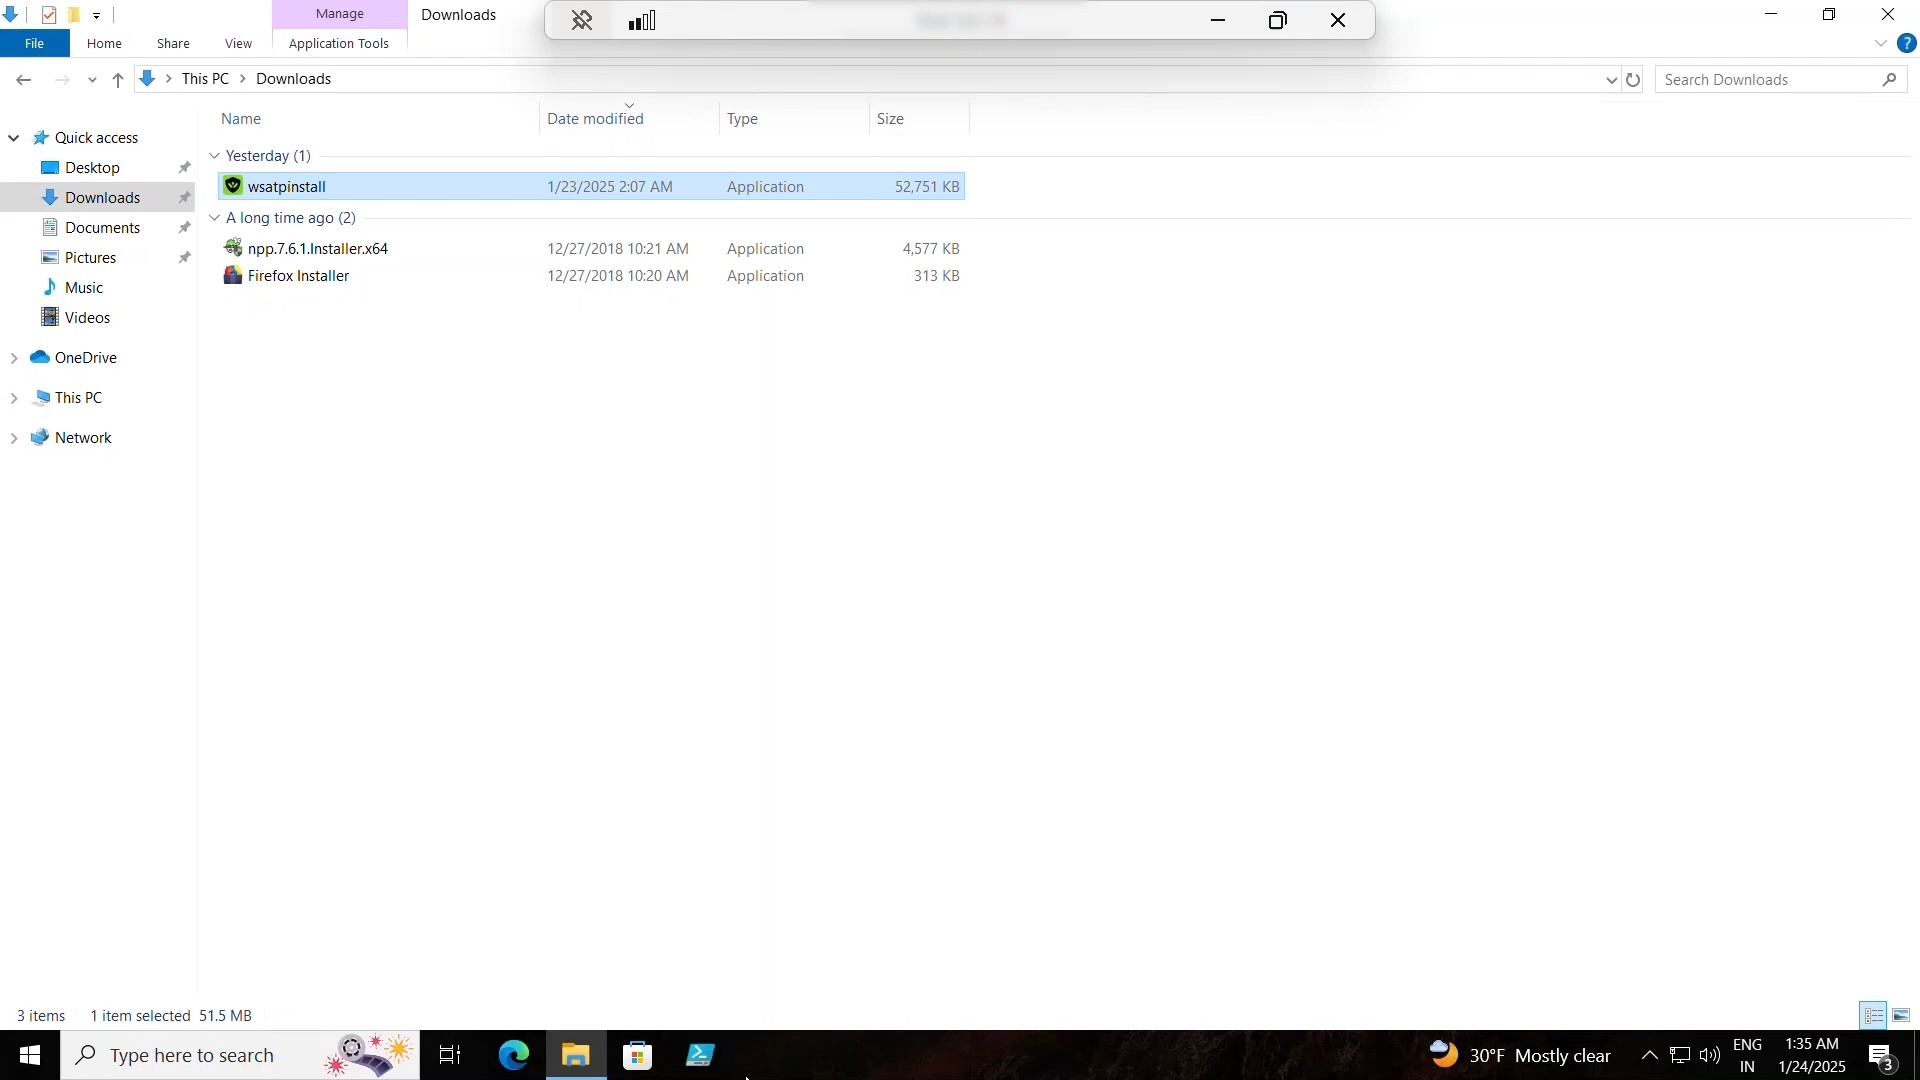 Manage
Downloads
File
Home
Share
View
Application Tools
This PC
Downloads
Search Downloads
Name
Date modified
Type
Size
Quick access
Desktop
Downloads
Documents
Pictures
Music
Videos
OneDrive
This PC
Network
Yesterday (1)
wsatpinstall 1/23/2025 2:07 AM Application 52,751 KB
A long time ago (2)
npp.7.6.1.Installer.x64 12/27/2018 10:21 AM Application 4,577 KB
Firefox Installer 12/27/2018 10:20 AM Application 313 KB
3 items 1 item selected 51.5 MB
Type here to search
30°F Mostly clear
ENG
IN
1:35 AM
1/24/2025
3